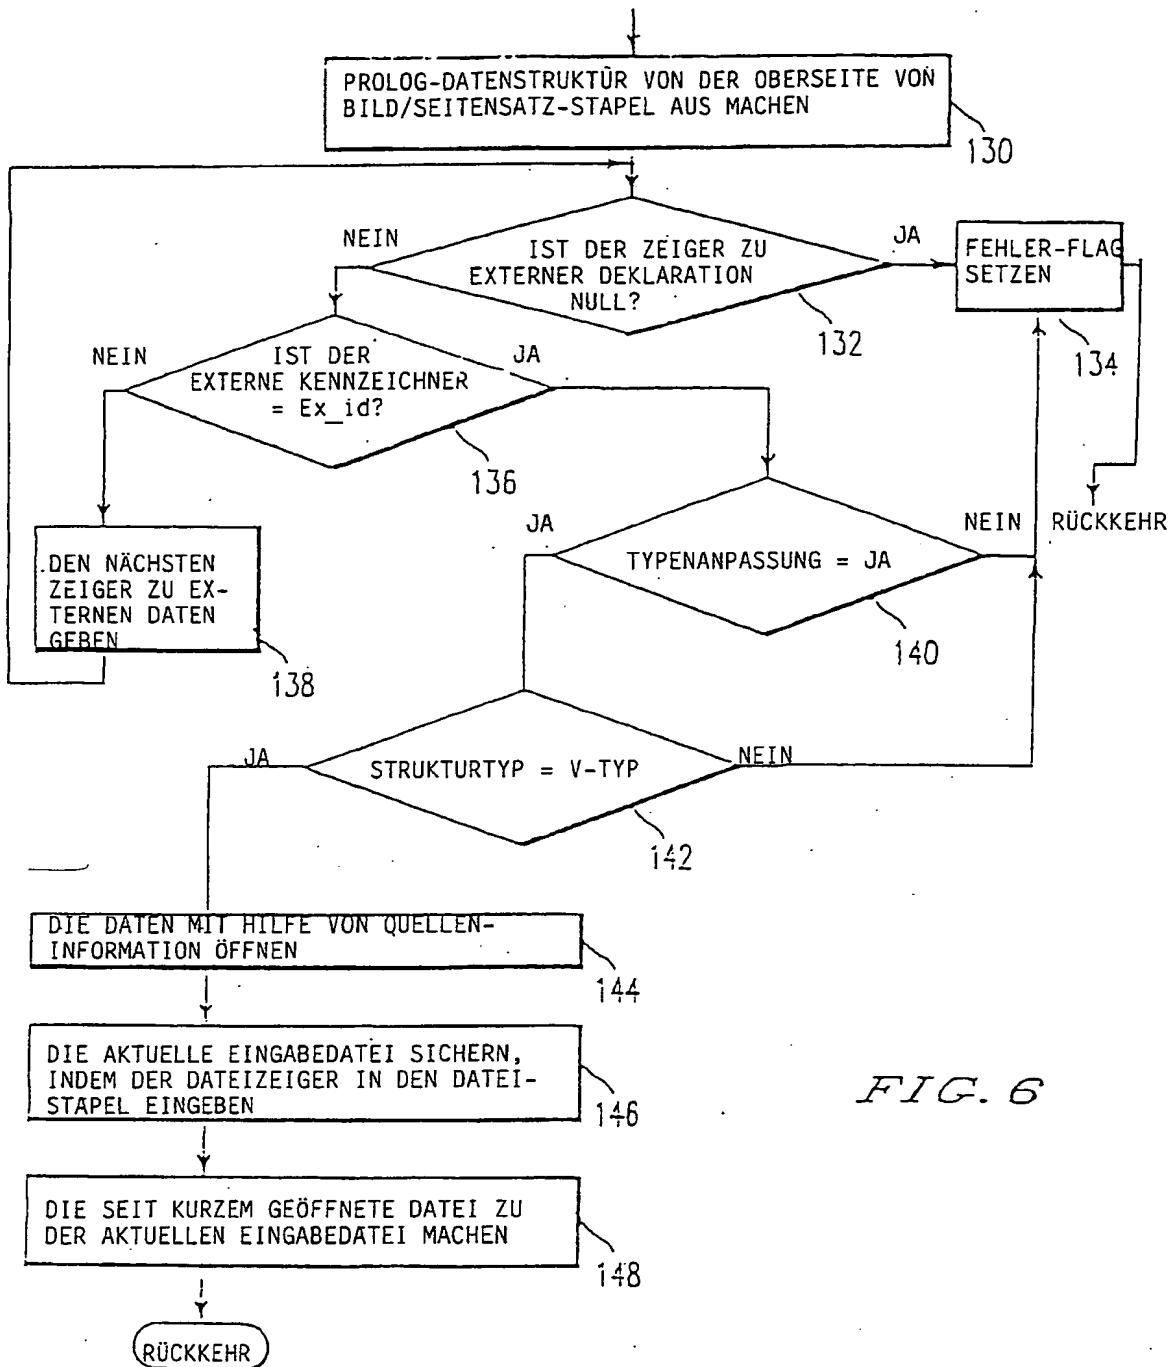 PROLOG-DATENSTRUKTÜR VON DER OBERSEITE VON
BILD/SEITENSATZ-STAPEL AUS MACHEN
130
NEIN
IST DER ZEIGER ZU
EXTERNER DEKLARATION
NULL?
JA
132
FEHLER-FLAG
SETZEN
134
NEIN
IST DER
EXTERNE KENNZEICHNER
= Ex_id?
JA
136
RÜCKKEHR
DEN NÄCHSTEN
ZEIGER ZU EX-
TERNEN DATEN
GEBEN
138
JA
TYPENANPASSUNG = JA
NEIN
140
JA
STRUKTURTYP = V-TYP
NEIN
142
DIE DATEN MIT HILFE VON QUELLEN-
INFORMATION ÖFFNEN
144
DIE AKTUELLE EINGABEDATEI SICHERN,
INDEM DER DATEIZEIGER IN DEN DATEI-
STAPEL EINGEBEN
146
DIE SEIT KURZEM GEÖFFNETE DATEI ZU
DER AKTUELLEN EINGABEDATEI MACHEN
148
RÜCKKEHR
FIG. 6